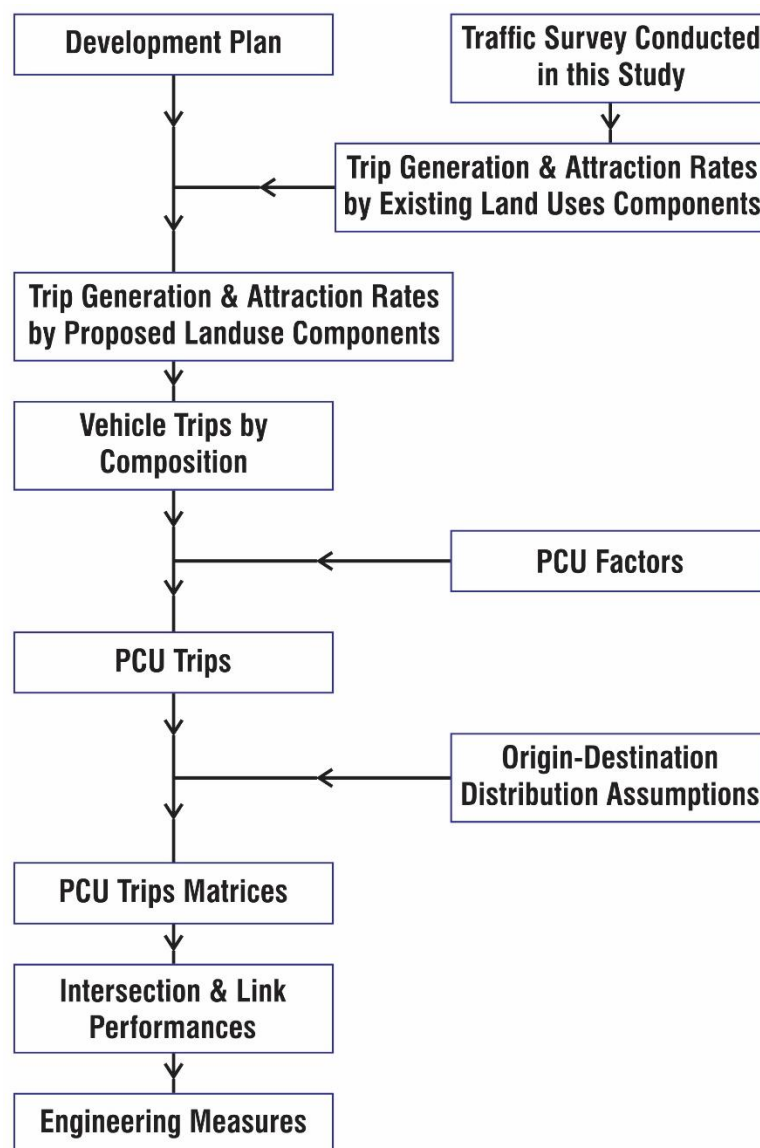 Development Plan
Traffic Survey Conducted
in this Study
Trip Generation & Attraction Rates
by Existing Land Uses Components
Trip Generation & Attraction Rates
by Proposed Landuse Components
Vehicle Trips by
Composition
PCU Factors
PCU Trips
Origin-Destination
Distribution Assumptions
PCU Trips Matrices
Intersection & Link
Performances
Engineering Measures